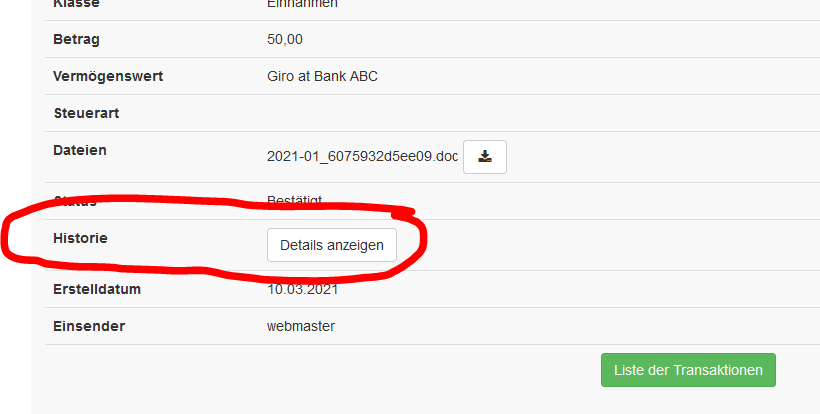 Klasse Einnahmen
Betrag 50,00
Vermögenswert Giro at Bank ABC
Steuerart
Dateien 2021-01_6075932d5ee09.doc
Status Bestätigt
Historie Details anzeigen
Erstelldatum 10.03.2021
Einsender webmaster
Liste der Transaktionen